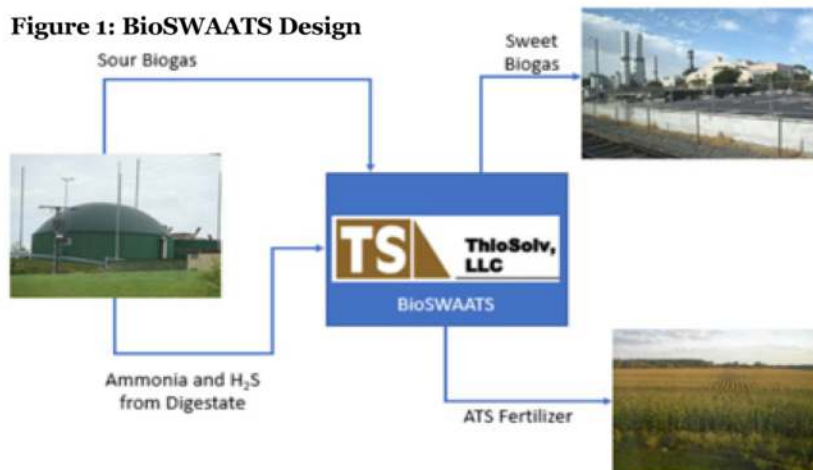 Figure 1: BioSWAATS Design
Sour Biogas
Sweet
Biogas
TS
ThioSolv,
LLC
BioSWAATS
Ammonia and H₂S
from Digestate
ATS Fertilizer